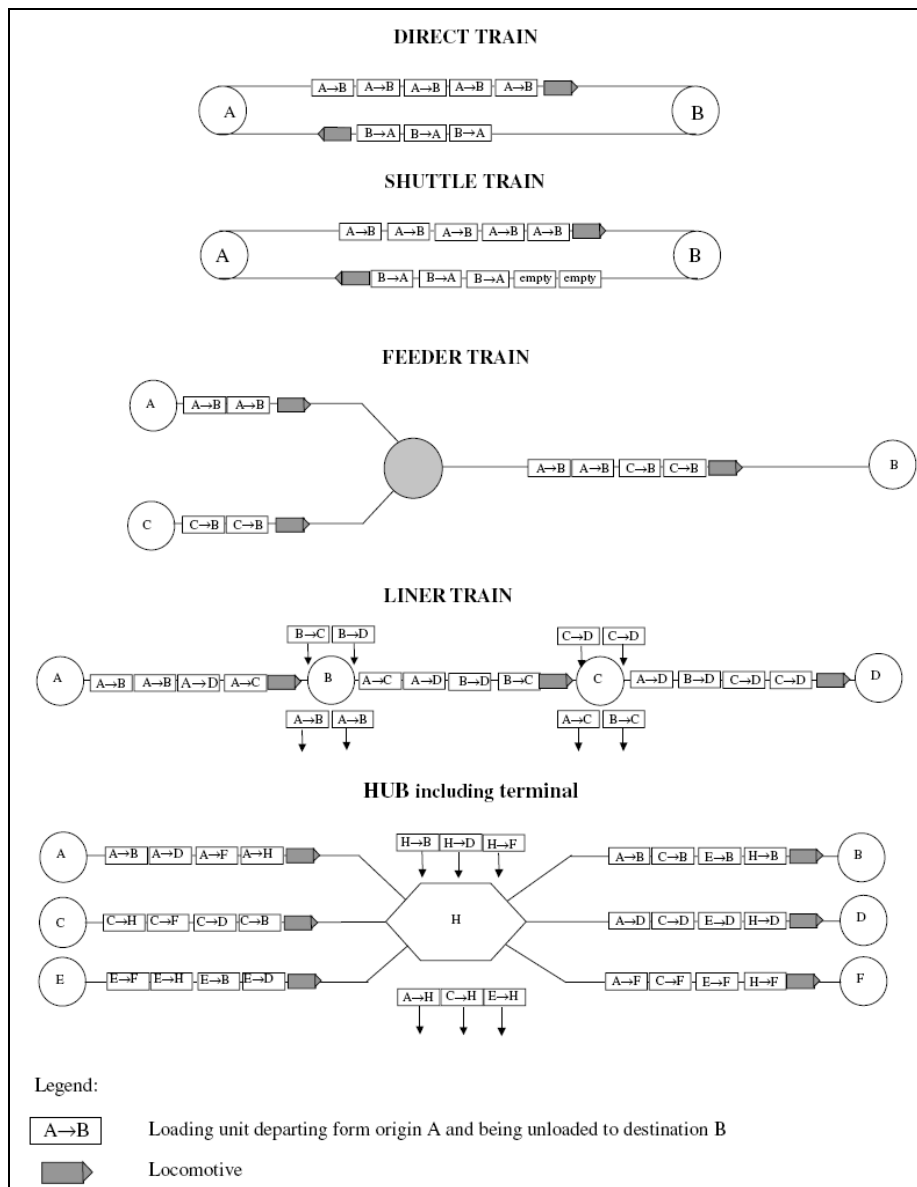 DIRECT TRAIN
A→B A→B A→B A→B A→B
A B
B→A B→A B→A
SHUTTLE TRAIN
A→B A→B A→B A→B A→B
A B
B→A B→A B→A empty empty
FEEDER TRAIN
A A→B A→B
A→B A→B C→B C→B B
C C→B C→B
LINER TRAIN
B→C B→D C→D C→D
A A→B A→B A→D A→C B A→C A→D B→D B→C C A→D B→D C→D C→D D
A→B A→B A→C B→C
HUB including terminal
H→B H→D H→F
A A→B A→D A→F A→H A→B C→B E→B H→B B
C C→H C→F C→D C→B H A→D C→D E→D H→D D
E E→F E→H E→B E→D A→F C→F E→F H→F F
A→H C→H E→H
Legend:
A→B Loading unit departing form origin A and being unloaded to destination B
Locomotive